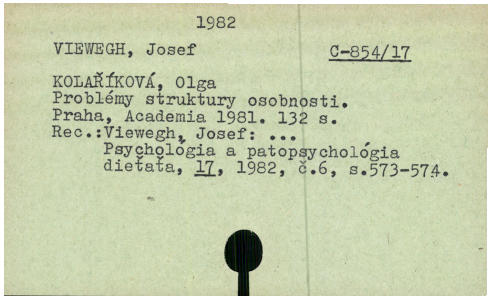 1982
VIEWEGH, Josef C-854/17
KOLAŘÍKOVÁ, Olga
Problémy struktury osobnosti.
Praha, Academia 1981. 132 s.
Rec.:Viewegh, Josef: ...
Psychológia a patopsychológia
dieťaťa, 17, 1982, č.6, s.573-574.